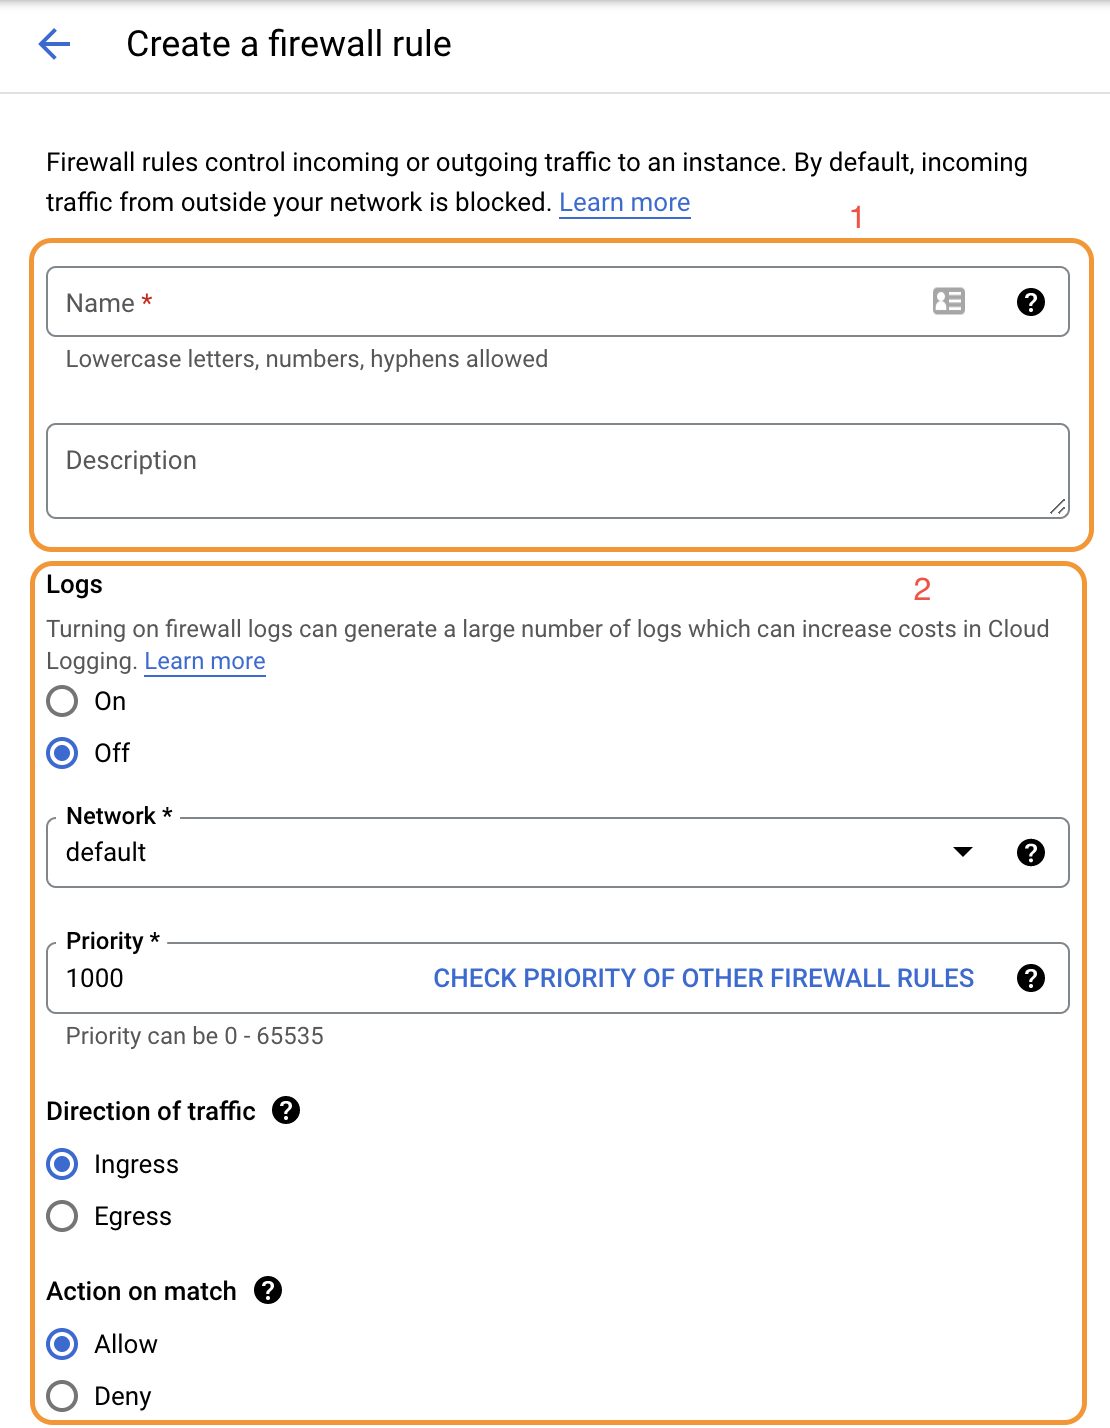 Create a firewall rule
Firewall rules control incoming or outgoing traffic to an instance. By default, incoming
traffic from outside your network is blocked. Learn more
1
Name *
Lowercase letters, numbers, hyphens allowed
Description
Logs
2
Turning on firewall logs can generate a large number of logs which can increase costs in Cloud
Logging. Learn more
On
Off
Network *
default
Priority *
1000 CHECK PRIORITY OF OTHER FIREWALL RULES
Priority can be 0 - 65535
Direction of traffic
Ingress
Egress
Action on match
Allow
Deny